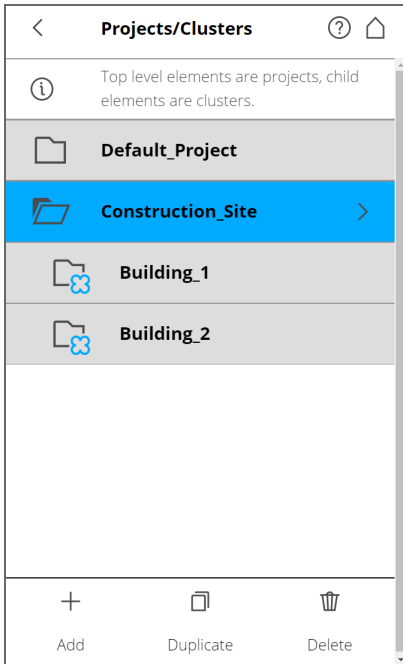 Projects/Clusters
Top level elements are projects, child
elements are clusters.
Default_Project
Construction_Site
Building_1
Building_2
Add Duplicate Delete